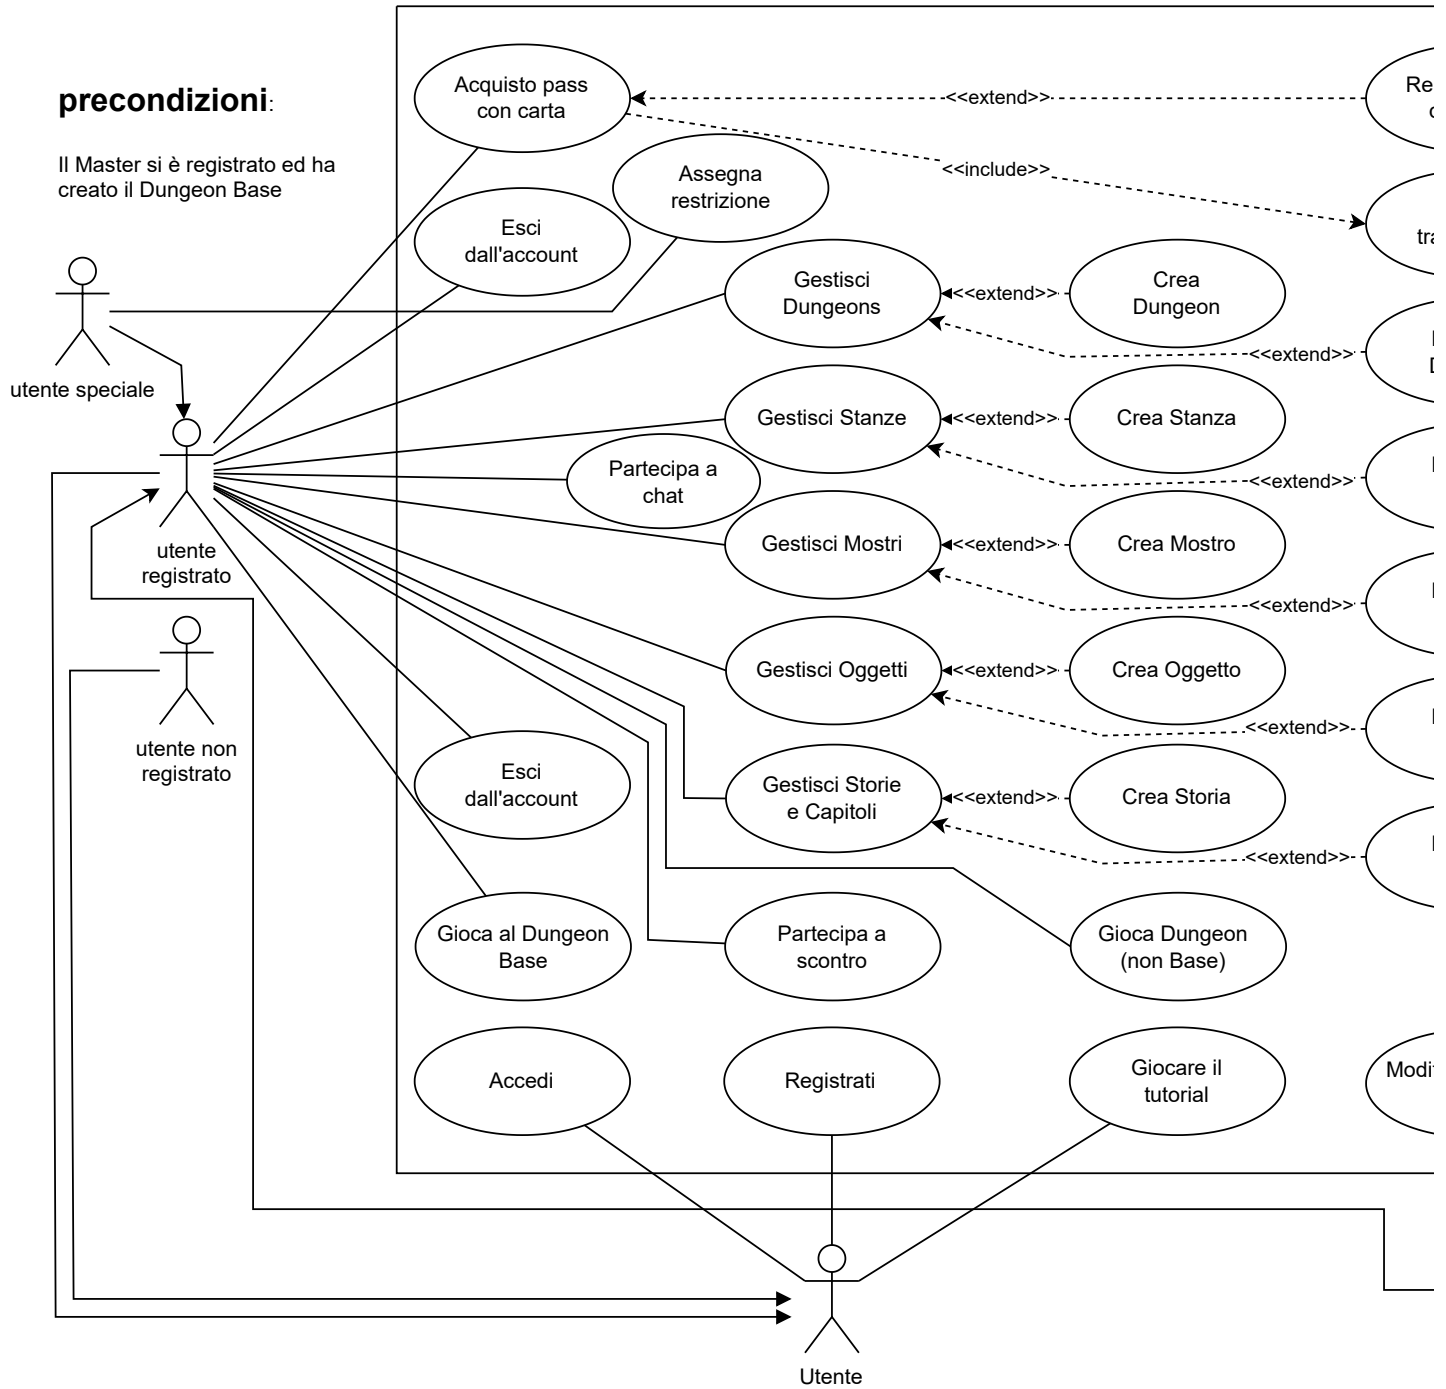 precondizioni:
Il Master si è registrato ed ha
creato il Dungeon Base
Acquisto pass
con carta
<<extend>>
Re
<<include>>
tra
Assegna
restrizione
Esci
dall'account
utente speciale
Gestisci
Dungeons
<<extend>>
Crea
Dungeon
<<extend>>
Gestisci Stanze
<<extend>>
Crea Stanza
<<extend>>
Partecipa a
chat
utente
registrato
Gestisci Mostri
<<extend>>
Crea Mostro
<<extend>>
Gestisci Oggetti
<<extend>>
Crea Oggetto
<<extend>>
utente non
registrato
Esci
dall'account
Gestisci Storie
e Capitoli
<<extend>>
Crea Storia
<<extend>>
Gioca al Dungeon
Base
Partecipa a
scontro
Gioca Dungeon
(non Base)
Accedi
Registrati
Giocare il
tutorial
Modi
Utente